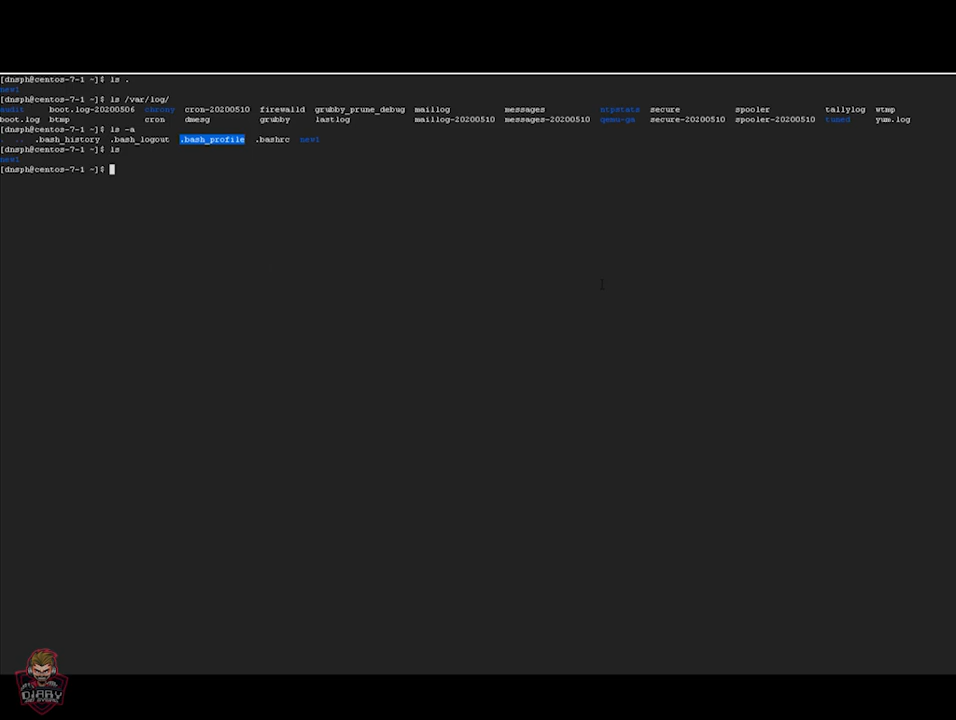 [dnsph@centos-7-1 ~]$ ls .
new1
[dnsph@centos-7-1 ~]$ ls /var/log/
audit boot.log-20200506 chrony cron-20200510 firewalld grubby_prune_debug maillog messages ntpstats secure spooler tallylog wtmp
boot.log btmp cron dmesg grubby lastlog maillog-20200510 messages-20200510 qemu-ga secure-20200510 spooler-20200510 tuned yum.log
[dnsph@centos-7-1 ~]$ ls -a
. .. .bash_history .bash_logout .bash_profile .bashrc new1
[dnsph@centos-7-1 ~]$ ls
new1
[dnsph@centos-7-1 ~]$